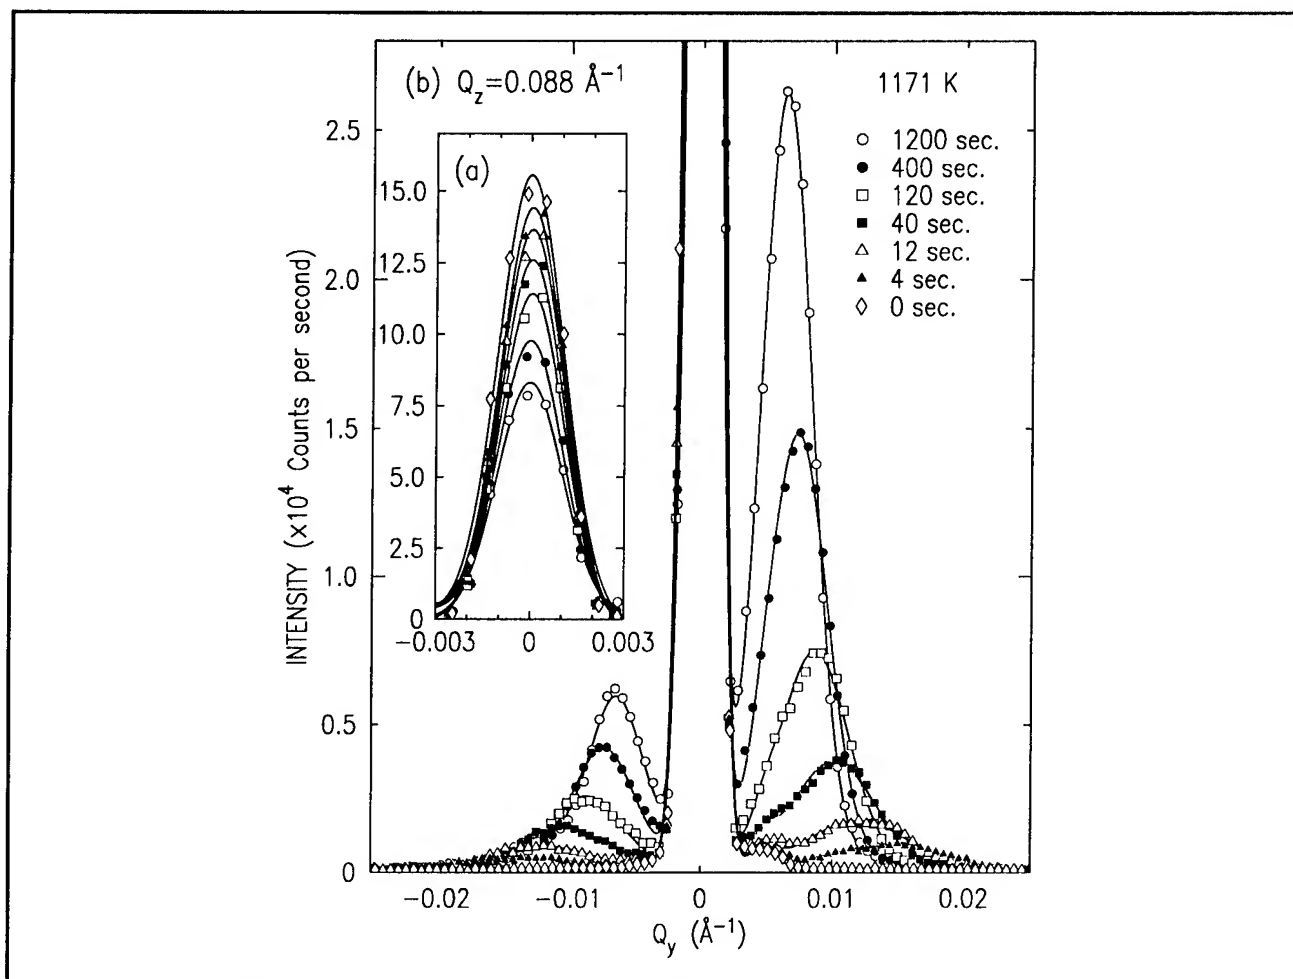 (b) Q_z=0.088 Å⁻¹
1171 K
1200 sec.
400 sec.
120 sec.
40 sec.
12 sec.
4 sec.
0 sec.
(a)
15.0
12.5
10.0
7.5
5.0
2.5
0
−0.003 0 0.003
INTENSITY (×10⁴ Counts per second)
2.5
2.0
1.5
1.0
0.5
0
−0.02 −0.01 0 0.01 0.02
Q_y (Å⁻¹)